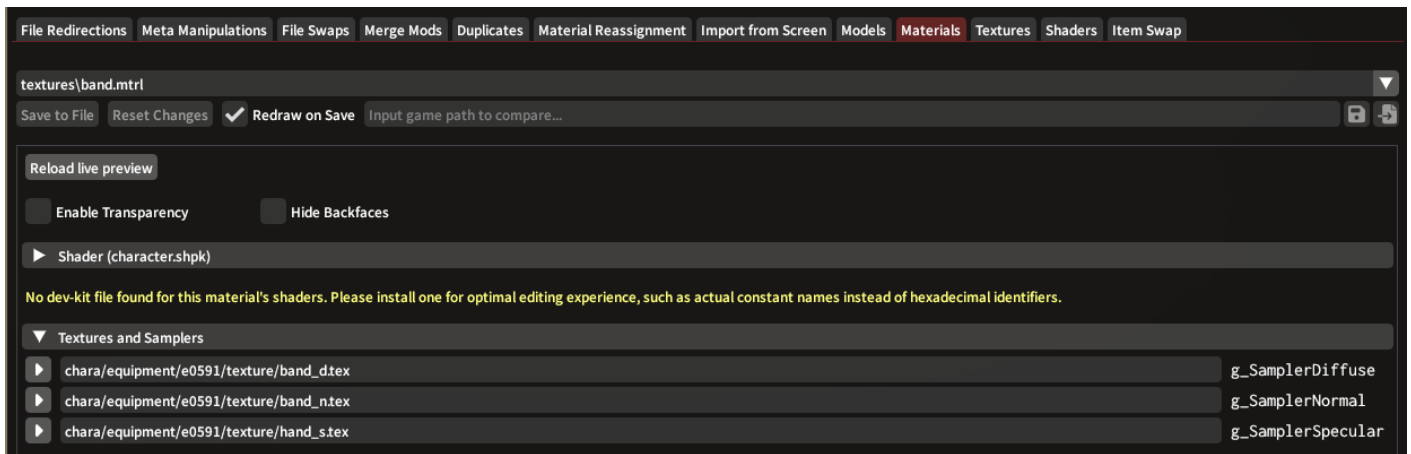 File Redirections Meta Manipulations File Swaps Merge Mods Duplicates Material Reassignment Import from Screen Models Materials Textures Shaders Item Swap
textures\band.mtrl
Save to File Reset Changes Redraw on Save Input game path to compare...
Reload live preview
Enable Transparency Hide Backfaces
Shader (character.shpk)
No dev-kit file found for this material's shaders. Please install one for optimal editing experience, such as actual constant names instead of hexadecimal identifiers.
Textures and Samplers
chara/equipment/e0591/texture/band_d.tex g_SamplerDiffuse
chara/equipment/e0591/texture/band_n.tex g_SamplerNormal
chara/equipment/e0591/texture/hand_s.tex g_SamplerSpecular